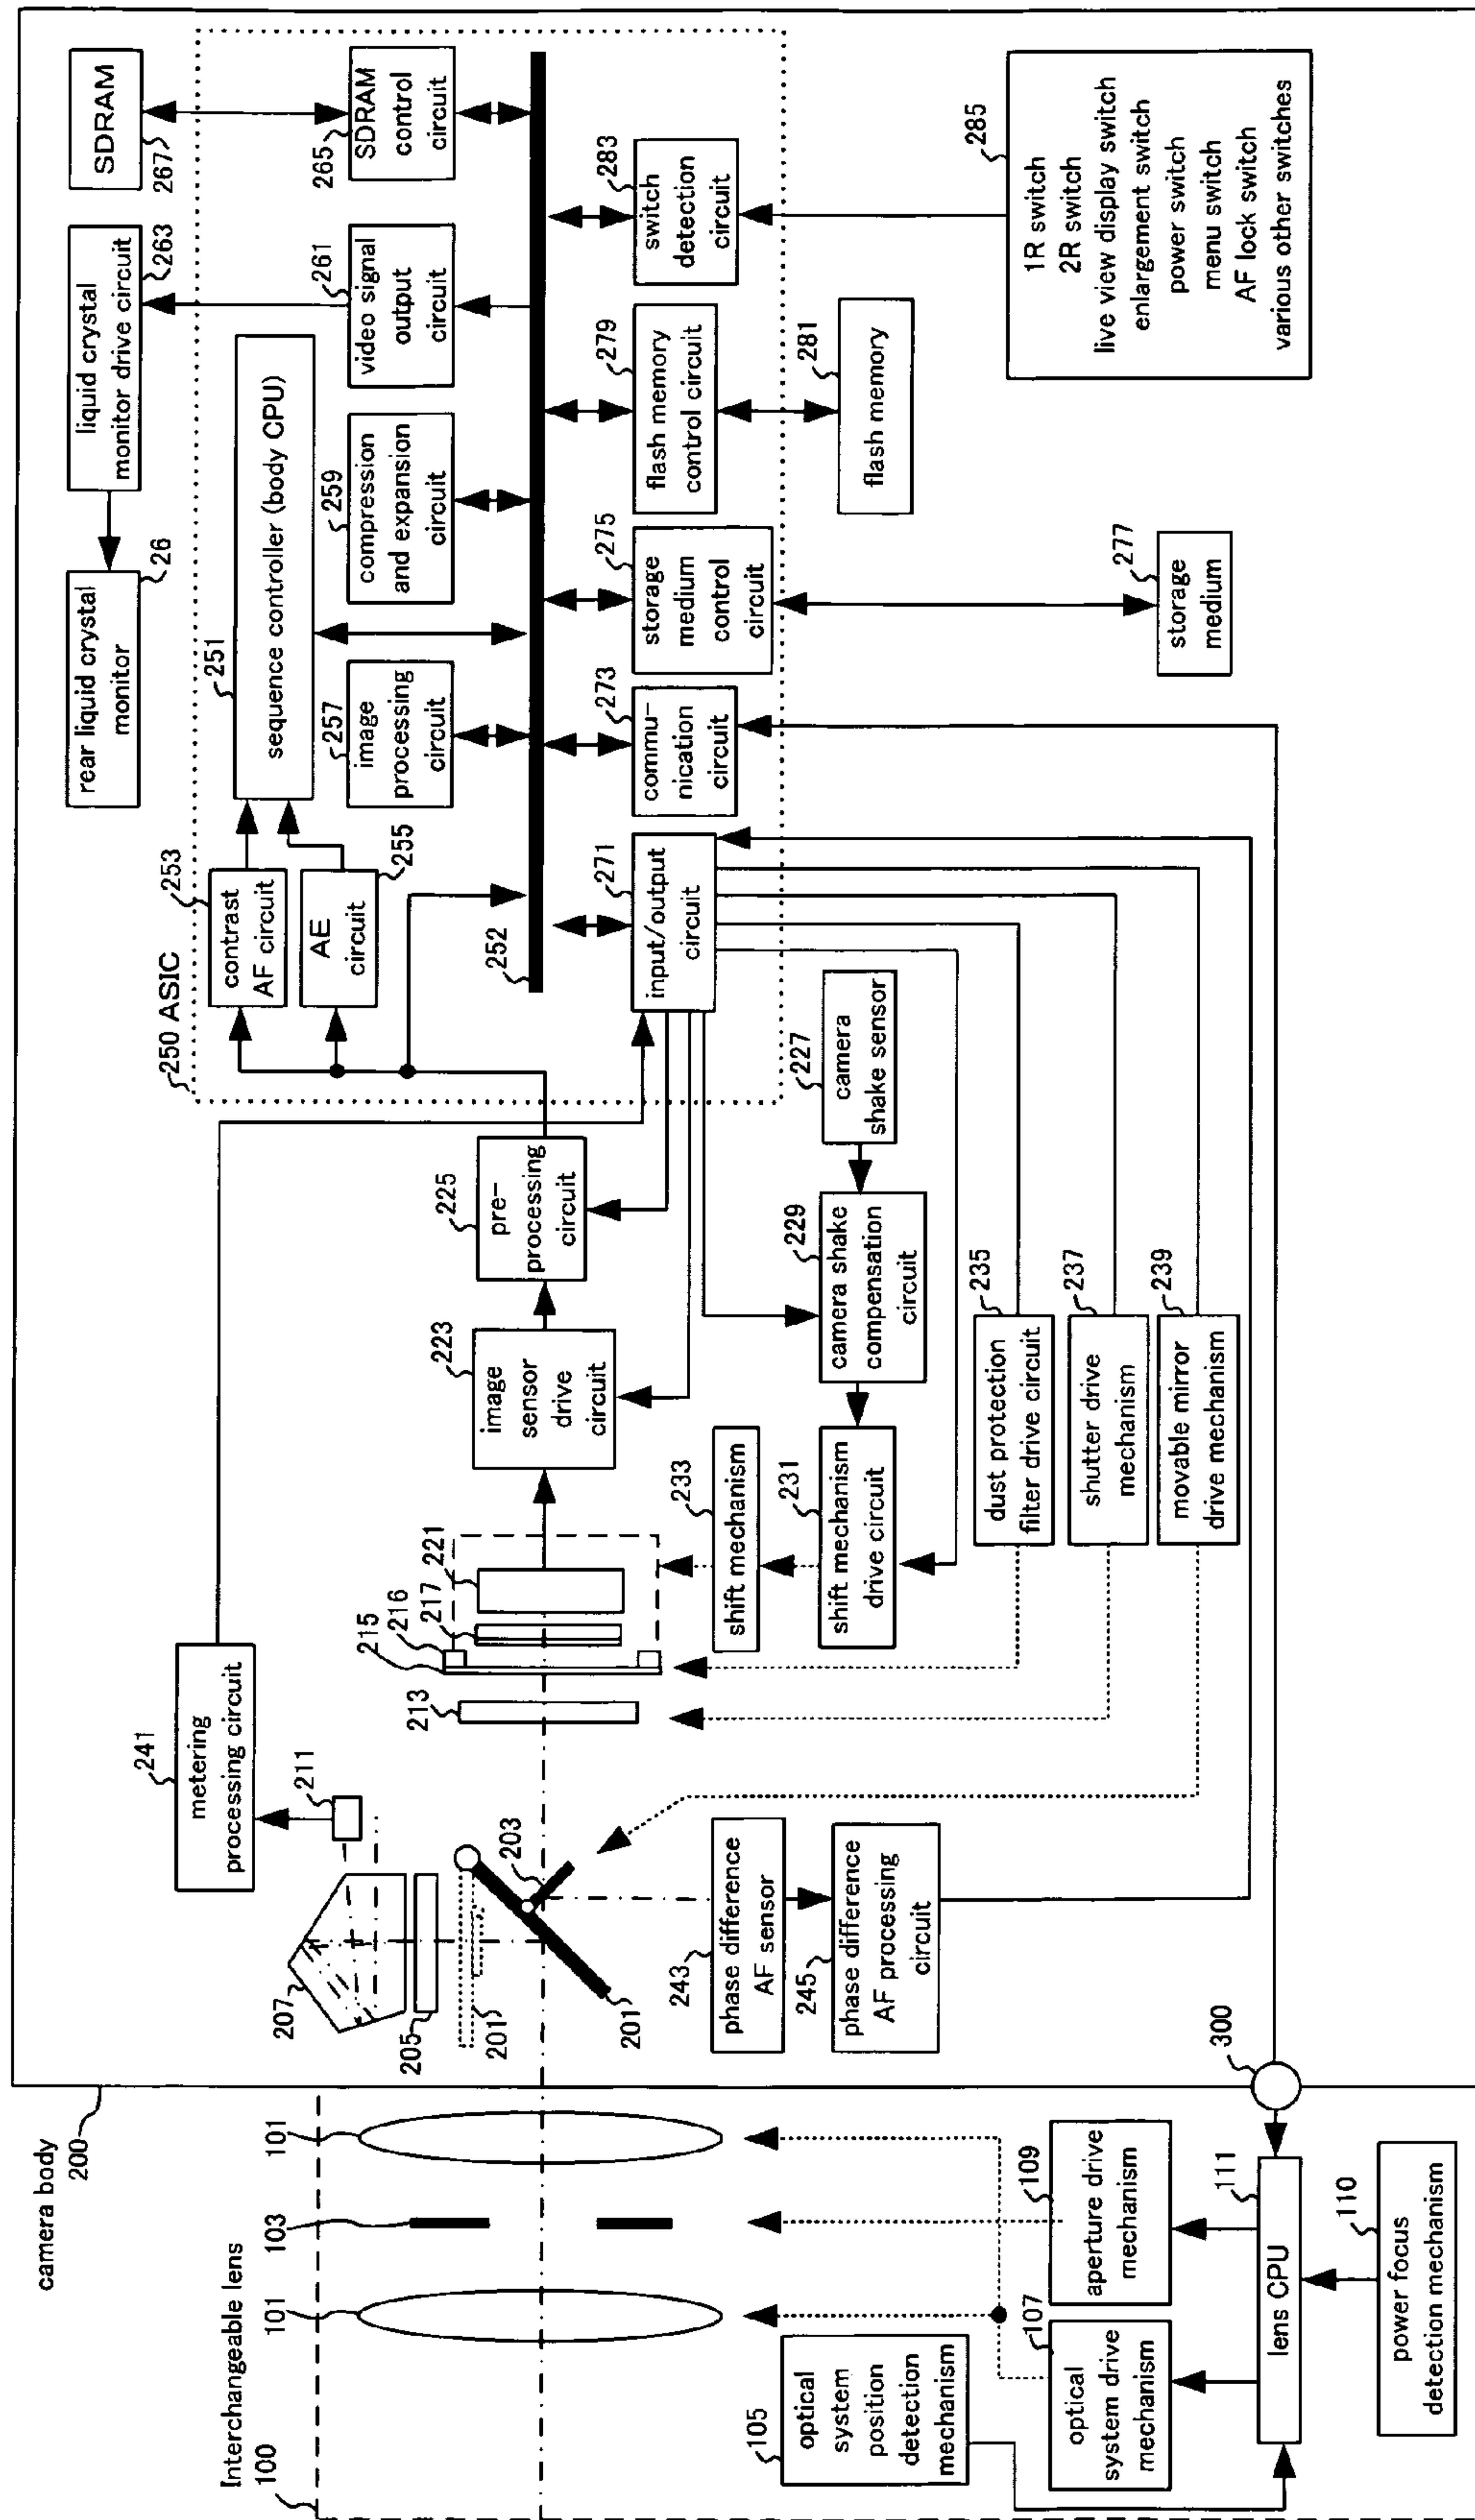 camera body
200
Interchangeable lens
100
101
103
101
207
205
201
201
203
211
241
metering
processing circuit
213
215
216
217
221
223
image
sensor
drive
circuit
225
pre-
processing
circuit
250 ASIC
253
contrast
AF circuit
AE
circuit
255
251
sequence controller (body CPU)
257
image
processing
circuit
259
compression
and expansion
circuit
261
video signal
output
circuit
265
SDRAM
control
circuit
rear liquid crystal
monitor
26
liquid crystal
monitor drive circuit
263
SDRAM
267
252
271
input/output
circuit
273
commu-
nication
circuit
275
storage
medium
control
circuit
279
flash memory
control circuit
283
switch
detection
circuit
281
flash memory
277
storage
medium
285
1R switch
2R switch
live view display switch
enlargement switch
power switch
menu switch
AF lock switch
various other switches
227
camera
shake sensor
229
camera shake
compensation
circuit
233
shift mechanism
231
shift mechanism
drive circuit
235
dust protection
filter drive circuit
237
shutter drive
mechanism
239
movable mirror
drive mechanism
243
phase difference
AF sensor
245
phase difference
AF processing
circuit
300
105
optical
system
position
detection
mechanism
107
optical
system drive
mechanism
109
aperture drive
mechanism
111
lens CPU
110
power focus
detection mechanism